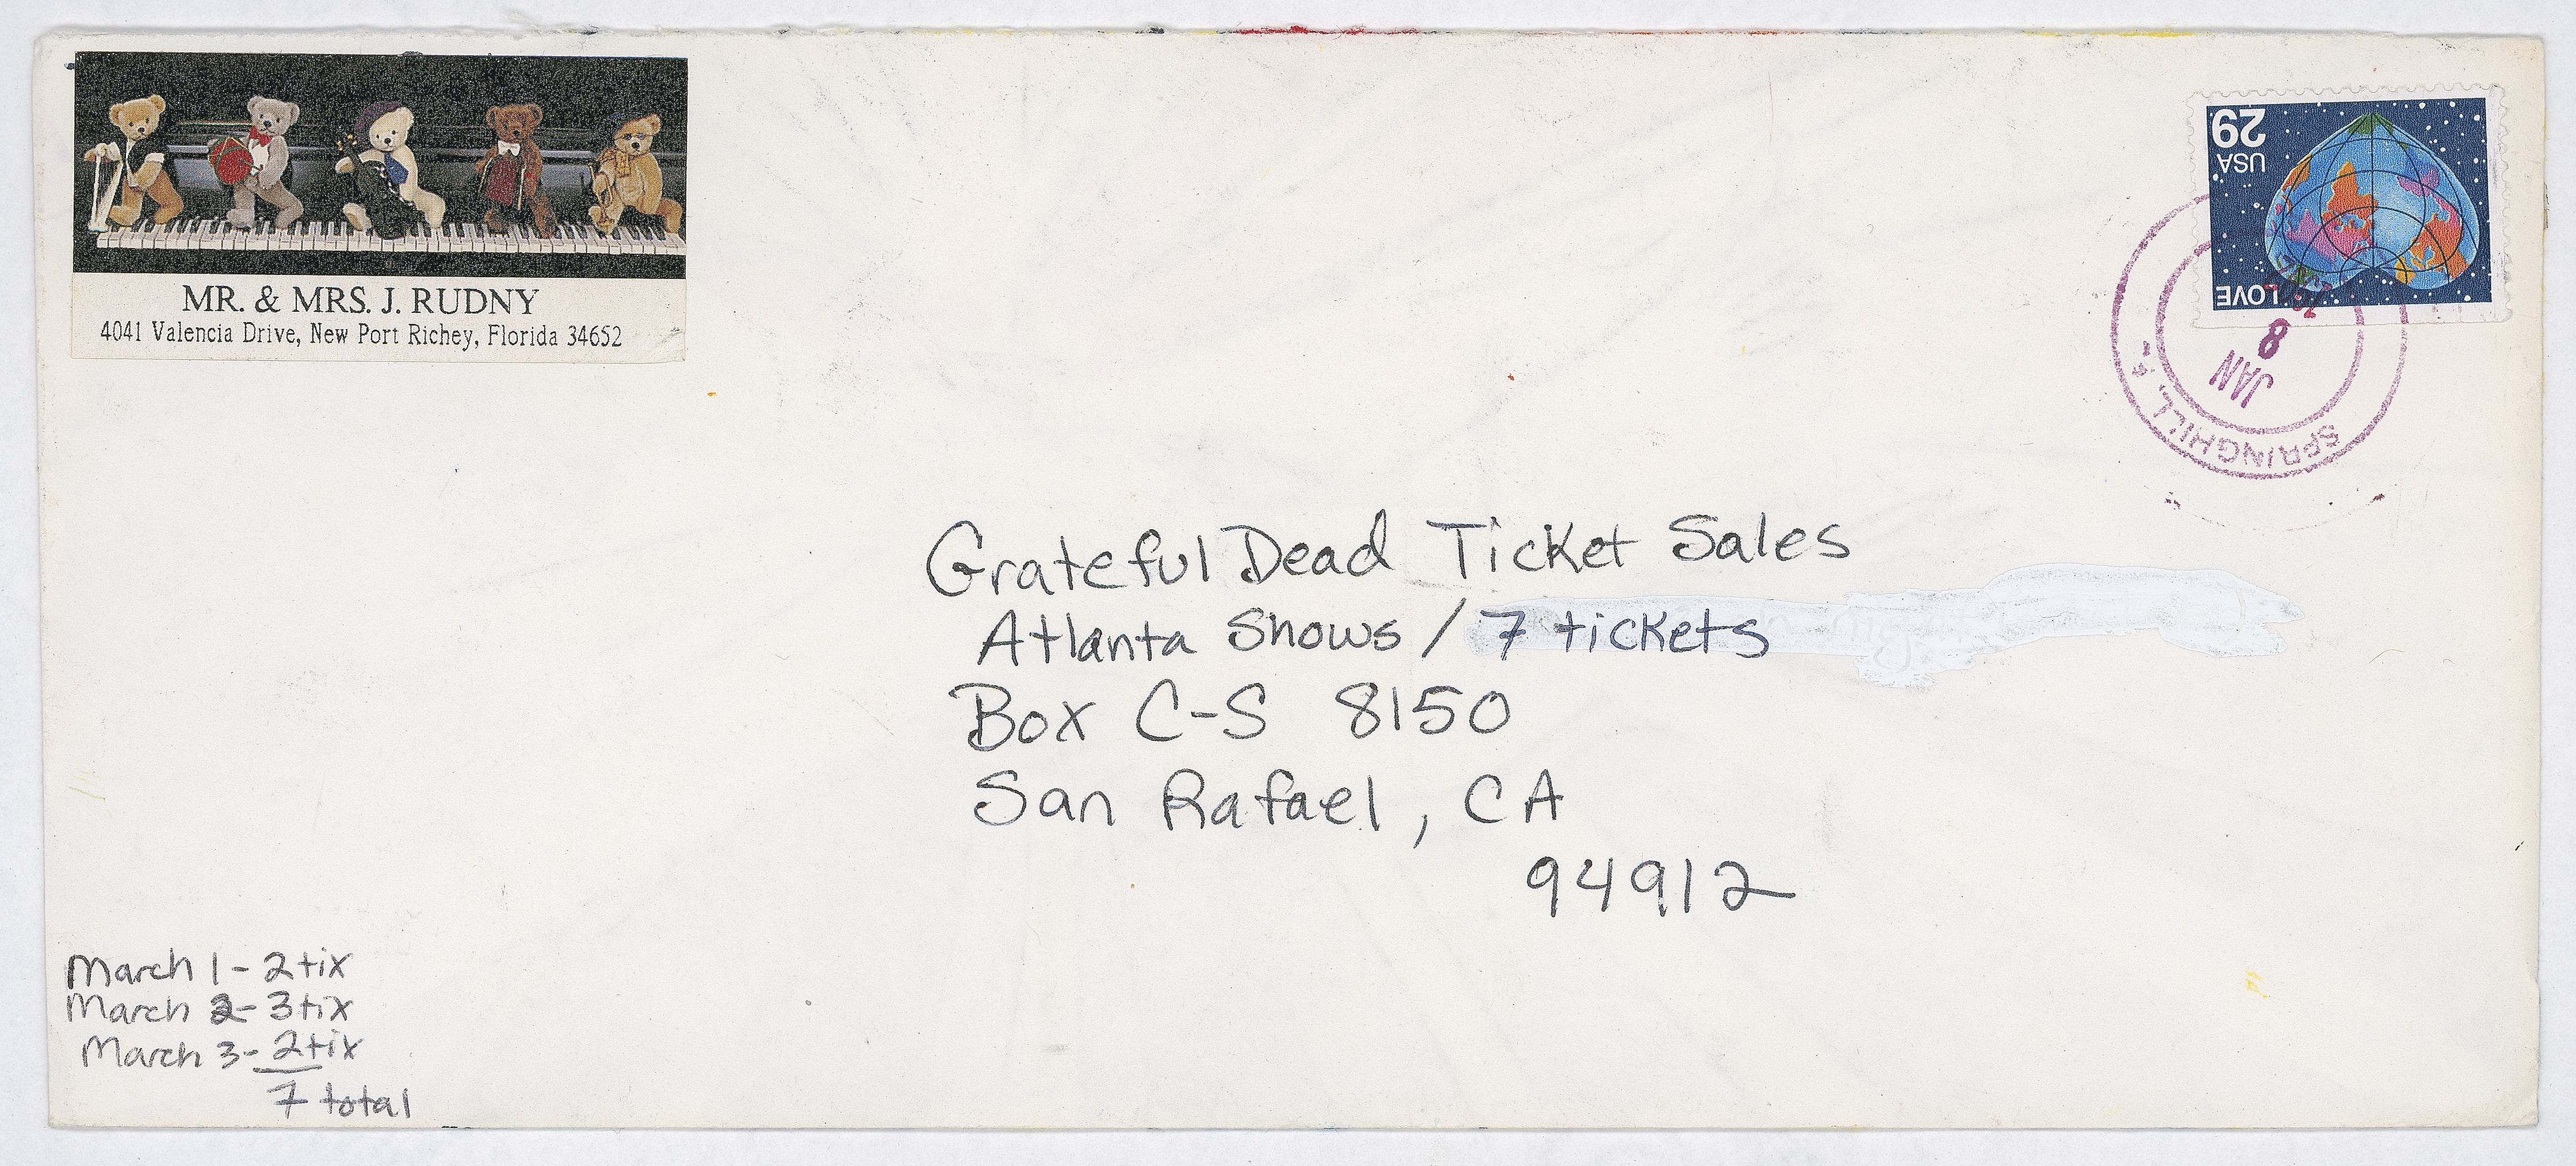 MR. & MRS. J. RUDNY
4041 Valencia Drive, New Port Richey, Florida 34652
29
USA
LOVE
8
JAN
SPRINGHILL
Grateful Dead Ticket Sales
Atlanta Shows / 7 tickets
Box C-S 8150
San Rafael, CA
94912
March 1 - 2 tix
March 2 - 3 tix
March 3 - 2 tix
7 total